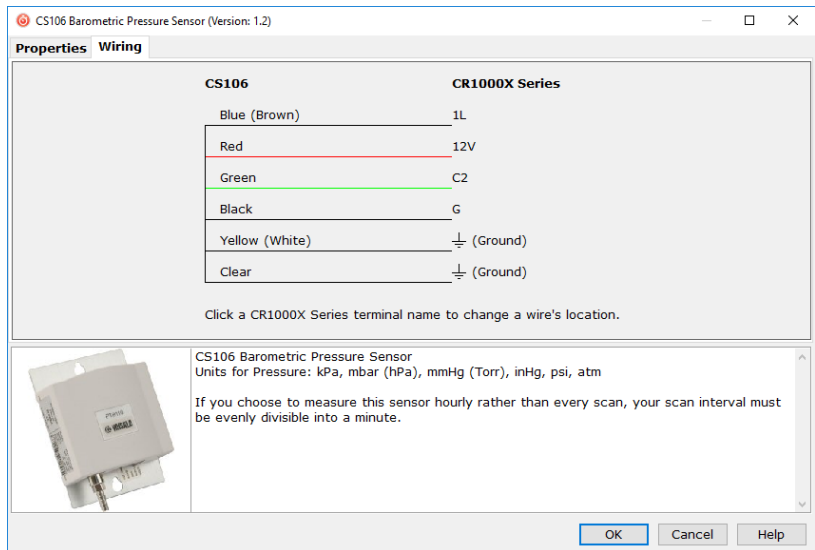 CS106 Barometric Pressure Sensor (Version: 1.2)
Properties Wiring
CS106 CR1000X Series
Blue (Brown) 1L
Red 12V
Green C2
Black G
Yellow (White) (Ground)
Clear (Ground)
Click a CR1000X Series terminal name to change a wire's location.
CS106 Barometric Pressure Sensor
Units for Pressure: kPa, mbar (hPa), mmHg (Torr), inHg, psi, atm
If you choose to measure this sensor hourly rather than every scan, your scan interval must
be evenly divisible into a minute.
VAISALA
OK Cancel Help